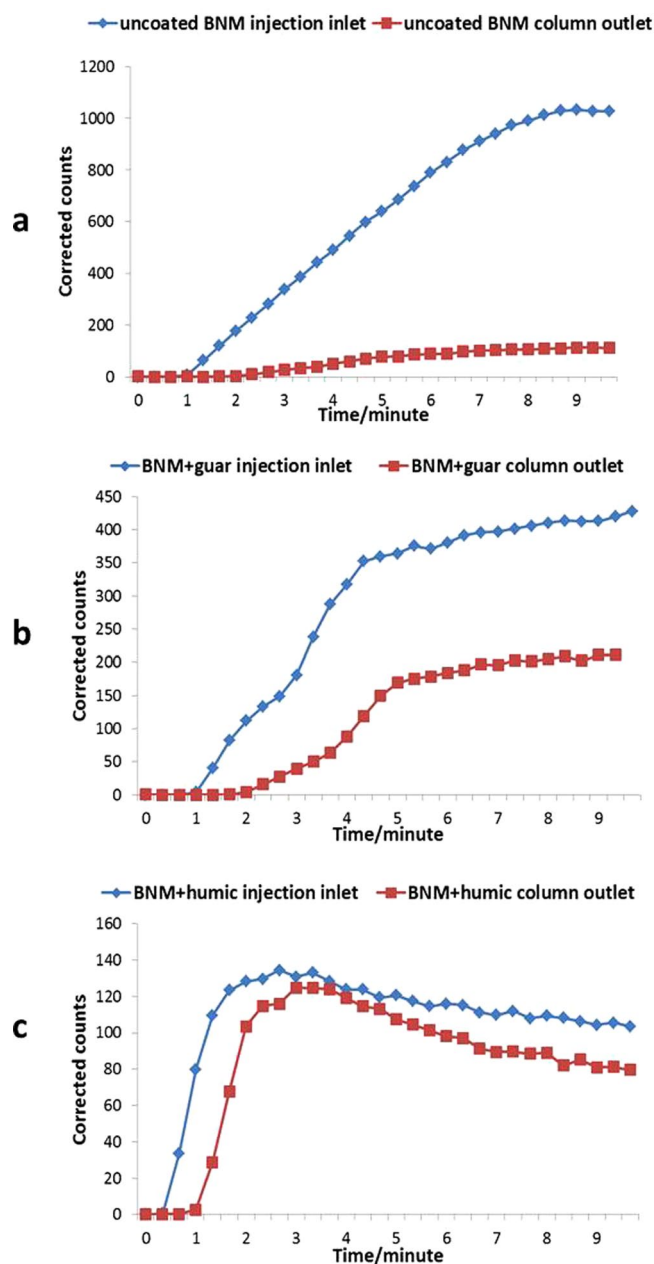 uncoated BNM injection inlet uncoated BNM column outlet
1200
1000
800
600
400
200
0
Corrected counts
a
0 1 2 3 4 5 6 7 8 9
Time/minute
BNM+guar injection inlet BNM+guar column outlet
450
400
350
300
250
200
150
100
50
0
Corrected counts
b
0 1 2 3 4 5 6 7 8 9
Time/minute
BNM+humic injection inlet BNM+humic column outlet
160
140
120
100
80
60
40
20
0
Corrected counts
c
0 1 2 3 4 5 6 7 8 9
Time/minute